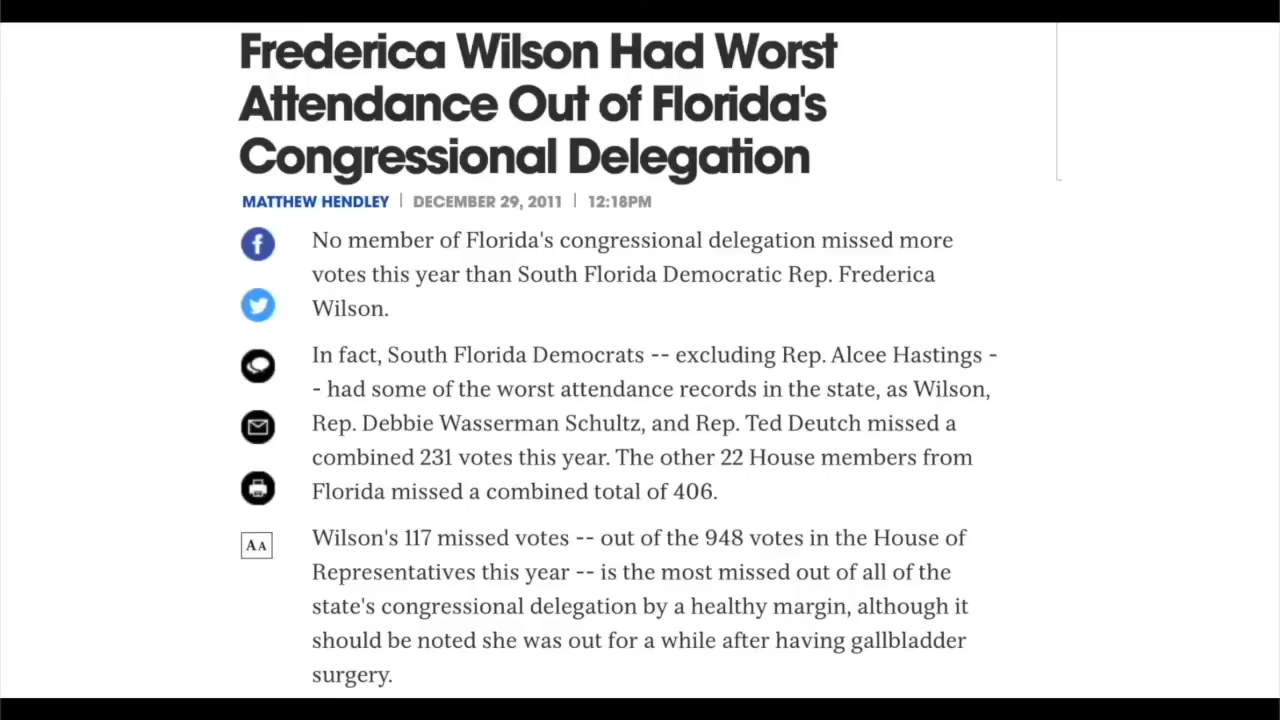 Frederica Wilson Had Worst
Attendance Out of Florida's
Congressional Delegation
MATTHEW HENDLEY | DECEMBER 29, 2011 | 12:18PM
f
No member of Florida's congressional delegation missed more
votes this year than South Florida Democratic Rep. Frederica
Wilson.
In fact, South Florida Democrats -- excluding Rep. Alcee Hastings -
- had some of the worst attendance records in the state, as Wilson,
Rep. Debbie Wasserman Schultz, and Rep. Ted Deutch missed a
combined 231 votes this year. The other 22 House members from
Florida missed a combined total of 406.
AA
Wilson's 117 missed votes -- out of the 948 votes in the House of
Representatives this year -- is the most missed out of all of the
state's congressional delegation by a healthy margin, although it
should be noted she was out for a while after having gallbladder
surgery.